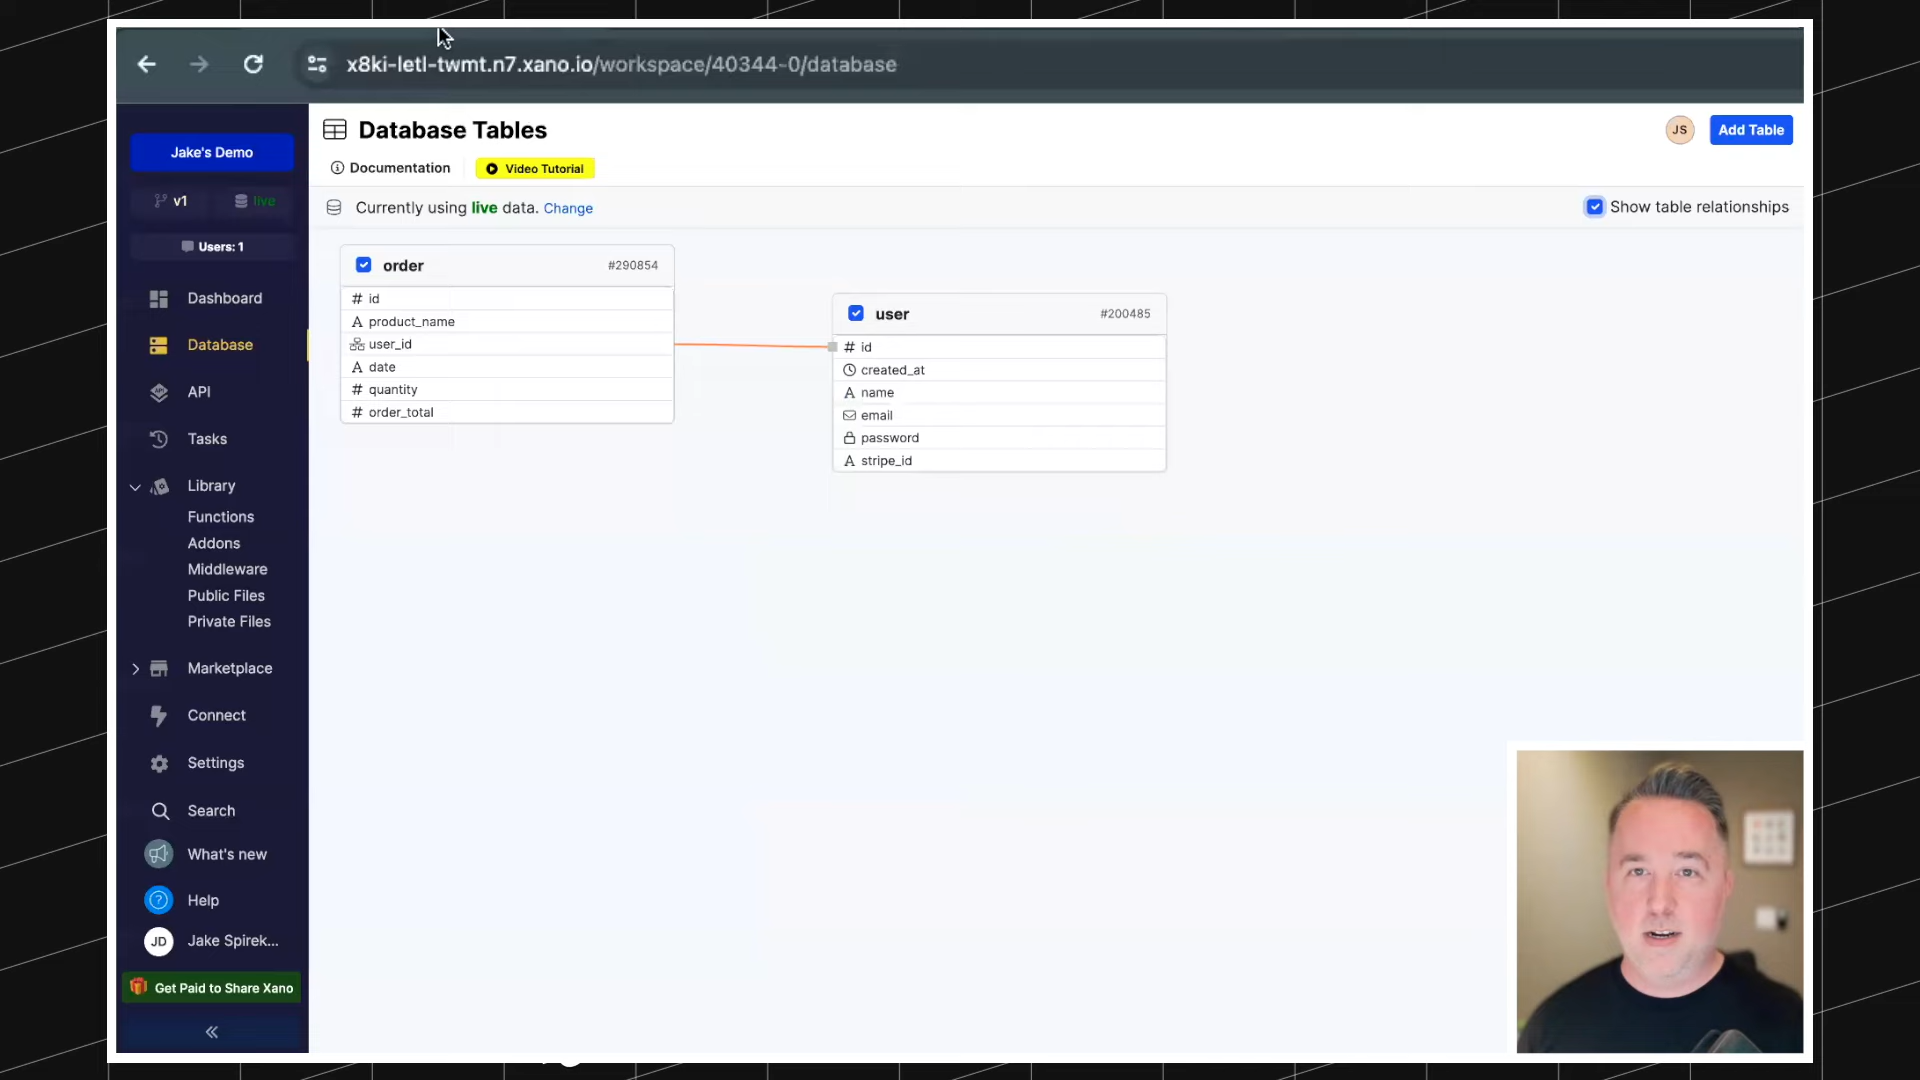 x8ki-letl-twmt.n7.xano.io/workspace/40344-0/database
Jake's Demo
v1
live
Users: 1
Dashboard
Database
API
Tasks
Library
Functions
Addons
Middleware
Public Files
Private Files
Marketplace
Connect
Settings
Search
What's new
Help
JD
Jake Spirek...
Get Paid to Share Xano
Database Tables
JS
Add Table
Documentation
Video Tutorial
Currently using live data. Change
Show table relationships
order
#290854
# id
A product_name
user_id
A date
# quantity
# order_total
user
#200485
# id
created_at
A name
email
password
A stripe_id